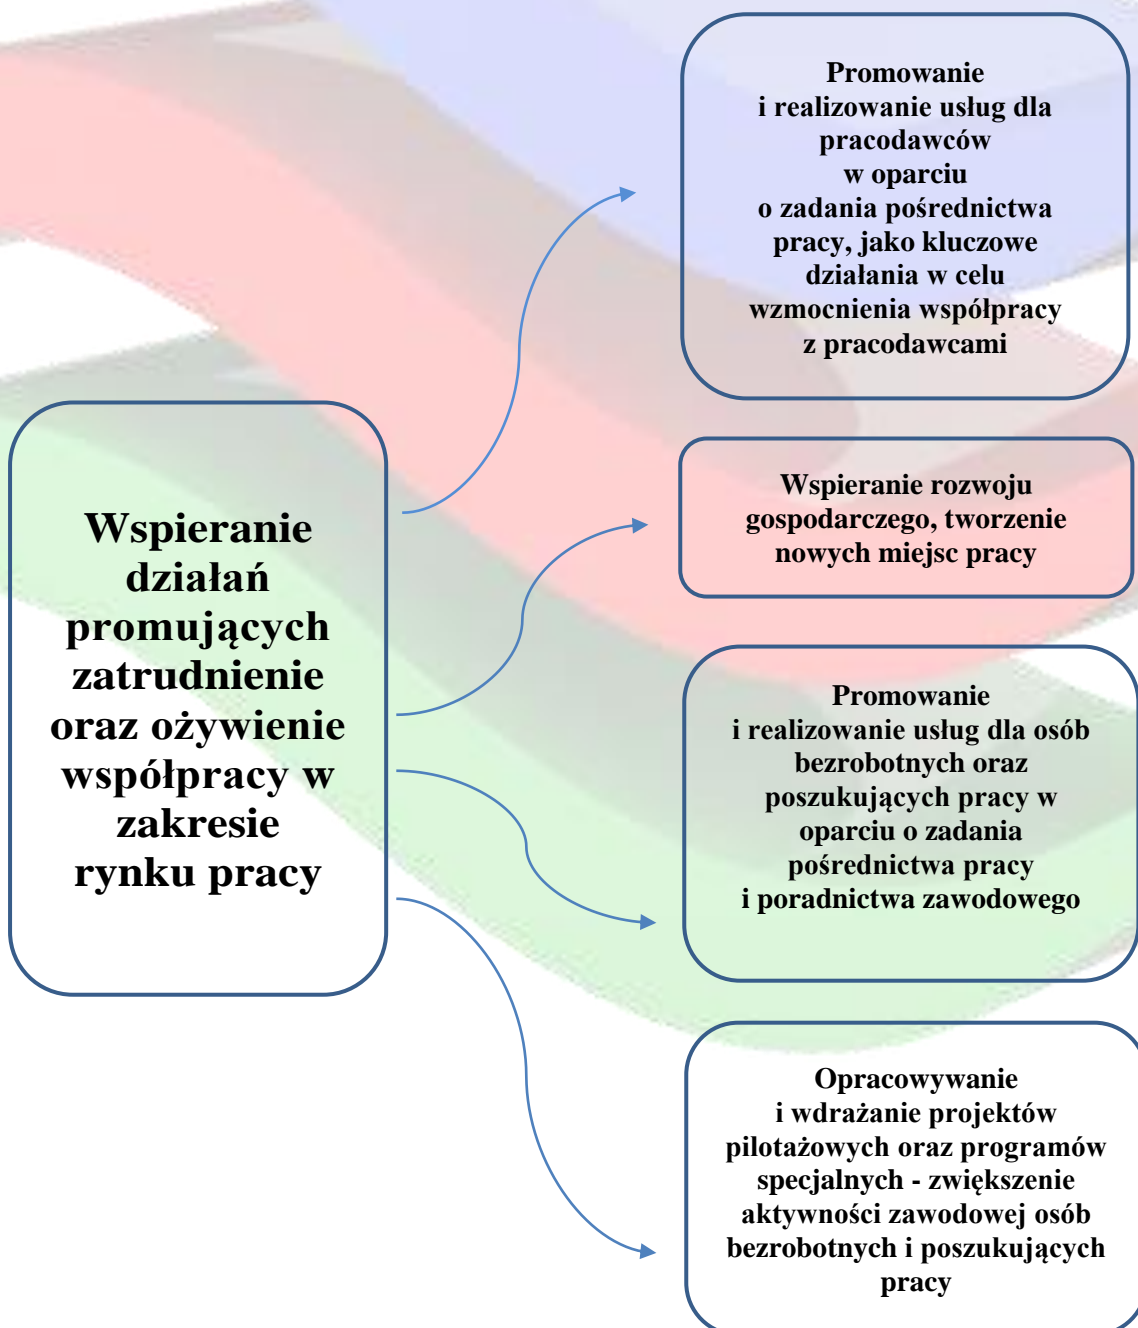 Wspieranie
działań
promujących
zatrudnienie
oraz ożywienie
współpracy w
zakresie
rynku pracy
Promowanie
i realizowanie usług dla
pracodawców
w oparciu
o zadania pośrednictwa
pracy, jako kluczowe
działania w celu
wzmocnienia współpracy
z pracodawcami
Wspieranie rozwoju
gospodarczego, tworzenie
nowych miejsc pracy
Promowanie
i realizowanie usług dla osób
bezrobotnych oraz
poszukujących pracy w
oparciu o zadania
pośrednictwa pracy
i poradnictwa zawodowego
Opracowywanie
i wdrażanie projektów
pilotażowych oraz programów
specjalnych - zwiększenie
aktywności zawodowej osób
bezrobotnych i poszukujących
pracy